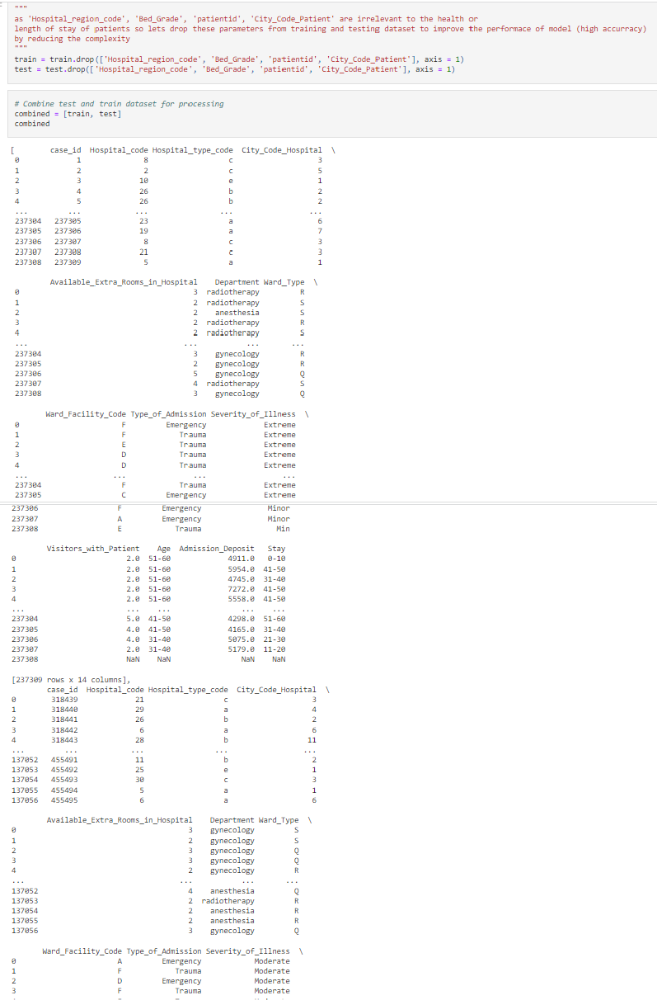 """
as 'Hospital_region_code', 'Bed_Grade', 'patientid', 'City_Code_Patient' are irrelevant to the health or
length of stay of patients so lets drop these parameters from training and testing dataset to improve the performace of model (high accurracy)
by reducing the complexity
"""
train = train.drop(['Hospital_region_code', 'Bed_Grade', 'patientid', 'City_Code_Patient'], axis = 1)
test = test.drop(['Hospital_region_code', 'Bed_Grade', 'patientid', 'City_Code_Patient'], axis = 1)
# Combine test and train dataset for processing
combined = [train, test]
combined
[ case_id Hospital_code Hospital_type_code City_Code_Hospital \
0 1 8 c 3
1 2 2 c 5
2 3 10 e 1
3 4 26 b 2
4 5 26 b 2
... ... ... ... ...
237304 237305 23 a 6
237305 237306 19 a 7
237306 237307 8 c 3
237307 237308 21 c 3
237308 237309 5 a 1
Available_Extra_Rooms_in_Hospital Department Ward_Type \
0 3 radiotherapy R
1 2 radiotherapy S
2 2 anesthesia S
3 2 radiotherapy R
4 2 radiotherapy S
... ... ... ...
237304 3 gynecology R
237305 2 gynecology R
237306 5 gynecology Q
237307 4 radiotherapy S
237308 3 gynecology Q
Ward_Facility_Code Type_of_Admission Severity_of_Illness \
0 F Emergency Extreme
1 F Trauma Extreme
2 E Trauma Extreme
3 D Trauma Extreme
4 D Trauma Extreme
... ... ... ...
237304 F Trauma Extreme
237305 C Emergency Extreme
237306 F Emergency Minor
237307 A Emergency Minor
237308 E Trauma Min
Visitors_with_Patient Age Admission_Deposit Stay
0 2.0 51-60 4911.0 0-10
1 2.0 51-60 5954.0 41-50
2 2.0 51-60 4745.0 31-40
3 2.0 51-60 7272.0 41-50
4 2.0 51-60 5558.0 41-50
... ... ... ... ...
237304 5.0 41-50 4298.0 51-60
237305 4.0 41-50 4165.0 31-40
237306 4.0 31-40 5075.0 21-30
237307 2.0 31-40 5179.0 11-20
237308 NaN NaN NaN NaN
[237309 rows x 14 columns],
case_id Hospital_code Hospital_type_code City_Code_Hospital \
0 318439 21 c 3
1 318440 29 a 4
2 318441 26 b 2
3 318442 6 a 6
4 318443 28 b 11
... ... ... ... ...
137052 455491 11 b 2
137053 455492 25 e 1
137054 455493 30 c 3
137055 455494 5 a 1
137056 455495 6 a 6
Available_Extra_Rooms_in_Hospital Department Ward_Type \
0 3 gynecology S
1 2 gynecology S
2 3 gynecology Q
3 3 gynecology Q
4 2 gynecology R
... ... ... ...
137052 4 anesthesia Q
137053 2 radiotherapy R
137054 2 anesthesia R
137055 2 anesthesia R
137056 3 gynecology Q
Ward_Facility_Code Type_of_Admission Severity_of_Illness \
0 A Emergency Moderate
1 F Trauma Moderate
2 D Emergency Moderate
3 F Trauma Moderate